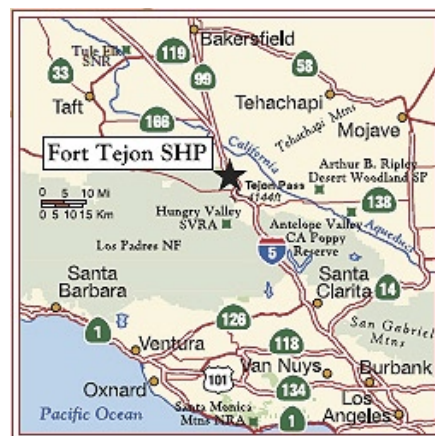 Tule Elk
SNR
119
Bakersfield
33
99
58
Taft
Tehachapi
166
Tehachapi Mtns
Mojave
Fort Tejon SHP
California
Aqueduct
Arthur B. Ripley
Desert Woodland SP
Tejon Pass
4144ft
138
0 5 10 Mi
0 5 10 15 Km
Hungry Valley
SVRA
Antelope Valley
CA Poppy
Reserve
Los Padres NF
5
Santa
Barbara
Santa
Clarita
14
1
126
San Gabriel
Mtns
Ventura
118
Van Nuys
Burbank
Oxnard
101
134
Los
Angeles
Pacific Ocean
Santa Monica
Mtns NRA
1